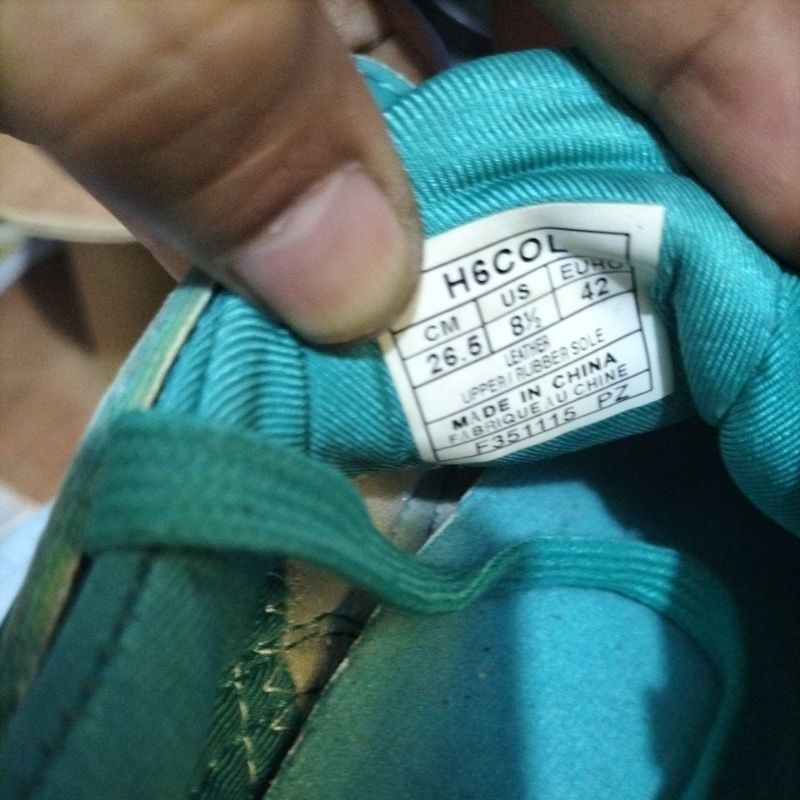 H6COL
CM US EURO
26.5 8½ 42
LEATHER
UPPER/RUBBER SOLE
MADE IN CHINA
FABRIQUE AU CHINE
F351115 PZ